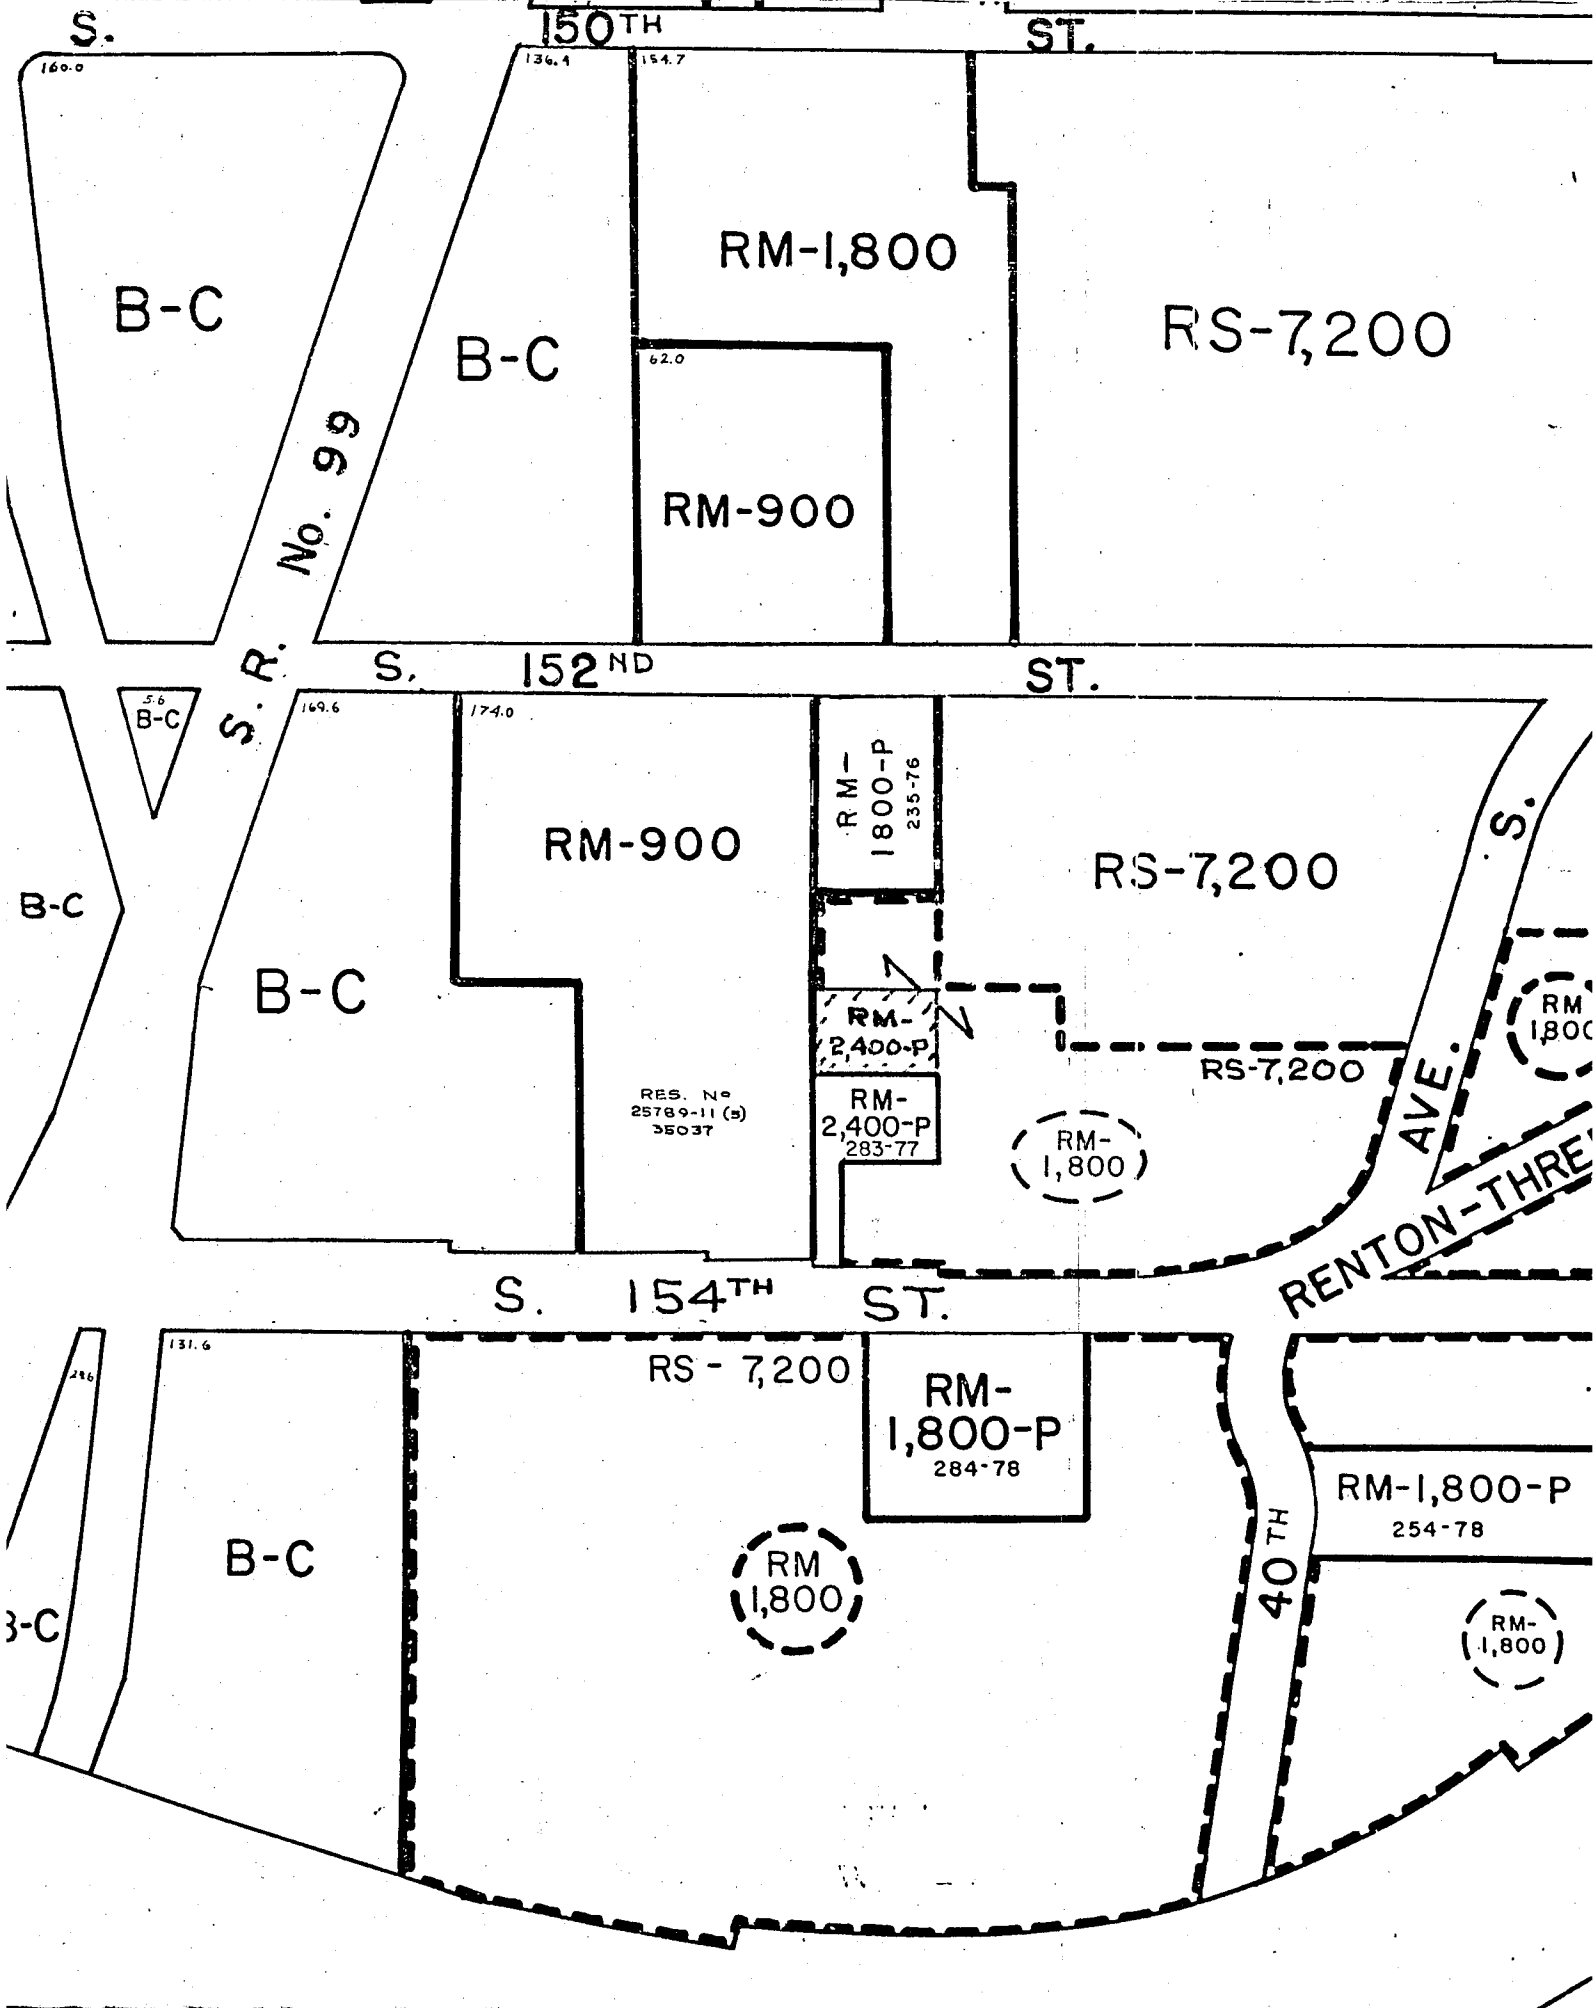 S. 150TH ST.
160.0
136.4
154.7
RM-1,800
B-C
RS-7,200
B-C
62.0
S. R. No. 99
RM-900
S. 152ND ST.
5.6
B-C
169.6
174.0
RM-
1800-P
235-76
AVE. S.
RM-900
RS-7,200
B-C
B-C
RM
RM-
2,400-P
RS-7,200
RES. No
25789-11 (5)
35037
RM-
2,400-P
283-77
RM-
1,800
RENTON-THRE
S. 154TH ST.
131.6
RS-7,200
RM-
1,800-P
284-78
RM-1,800-P
254-78
40TH
B-C
RM
1,800
RM-
1,800